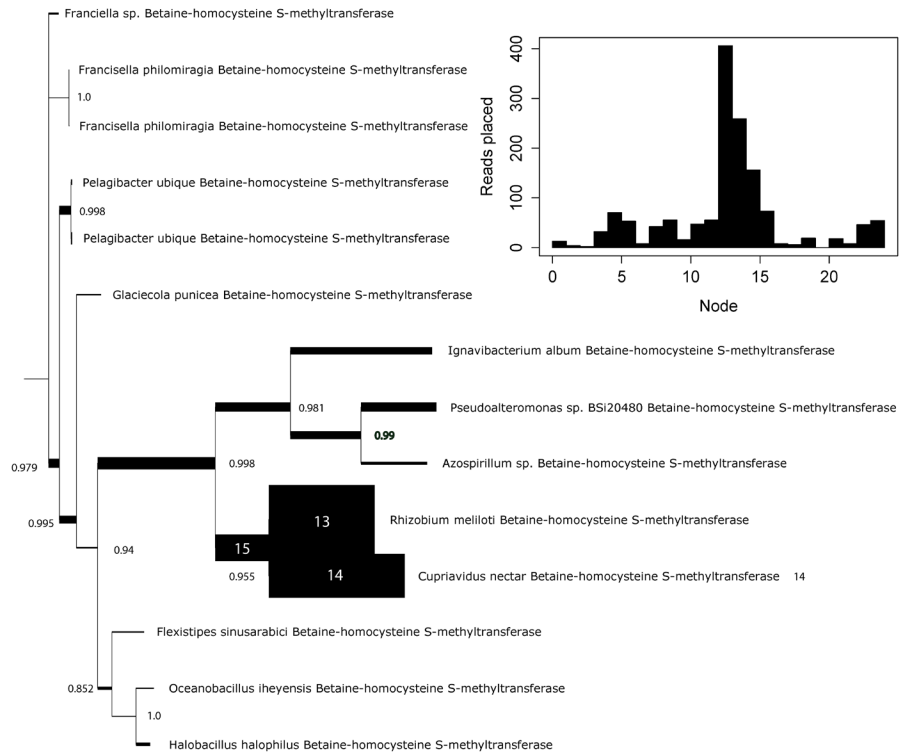 Franciella sp. Betaine-homocysteine S-methyltransferase
Francisella philomiragia Betaine-homocysteine S-methyltransferase
1.0
Francisella philomiragia Betaine-homocysteine S-methyltransferase
Pelagibacter ubique Betaine-homocysteine S-methyltransferase
0.998
Pelagibacter ubique Betaine-homocysteine S-methyltransferase
Glaciecola punicea Betaine-homocysteine S-methyltransferase
400
300
200
100
0
Reads placed
0 5 10 15 20
Node
Ignavibacterium album Betaine-homocysteine S-methyltransferase
0.981
Pseudoalteromonas sp. BSi20480 Betaine-homocysteine S-methyltransferase
0.99
0.979
0.998
Azospirillum sp. Betaine-homocysteine S-methyltransferase
0.995
13
Rhizobium meliloti Betaine-homocysteine S-methyltransferase
0.94
15
0.955
14
Cupriavidus nectar Betaine-homocysteine S-methyltransferase 14
Flexistipes sinusarabici Betaine-homocysteine S-methyltransferase
0.852
Oceanobacillus iheyensis Betaine-homocysteine S-methyltransferase
1.0
Halobacillus halophilus Betaine-homocysteine S-methyltransferase